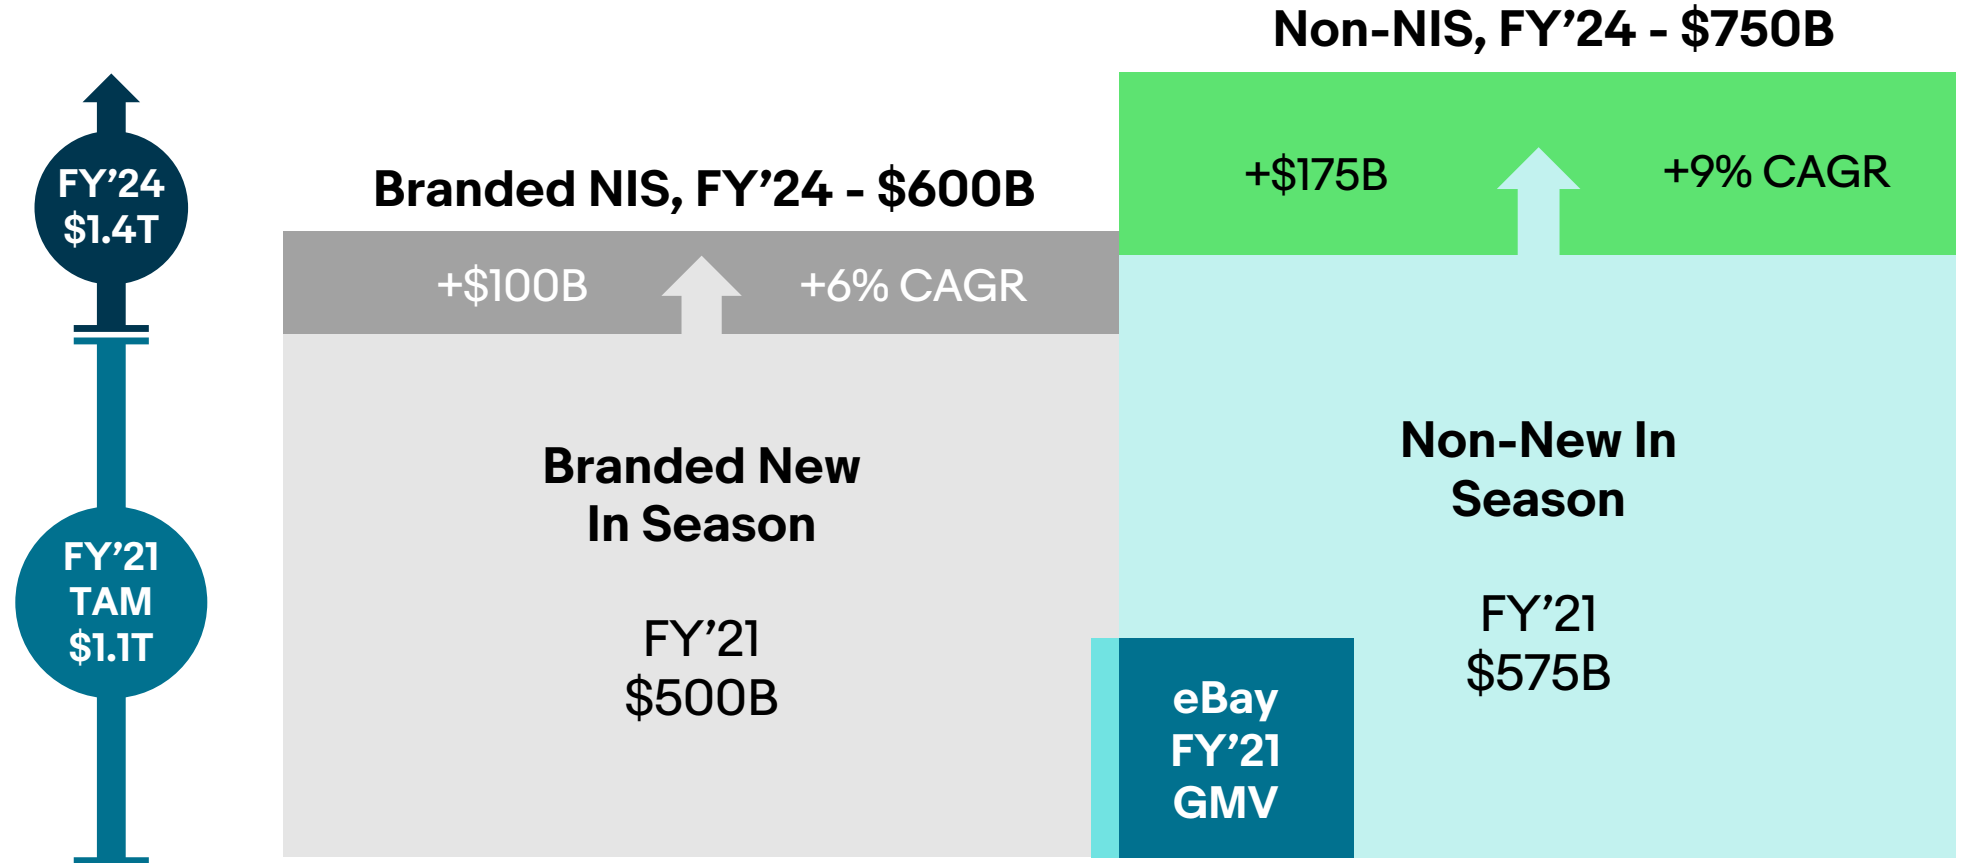 Non-NIS, FY’24 - $750B
+$175B
+9% CAGR
FY’24
$1.4T
Branded NIS, FY’24 - $600B
+$100B
+6% CAGR
Branded New
In Season
FY’21
$500B
Non-New In
Season
FY’21
$575B
FY’21
TAM
$1.1T
eBay
FY’21
GMV